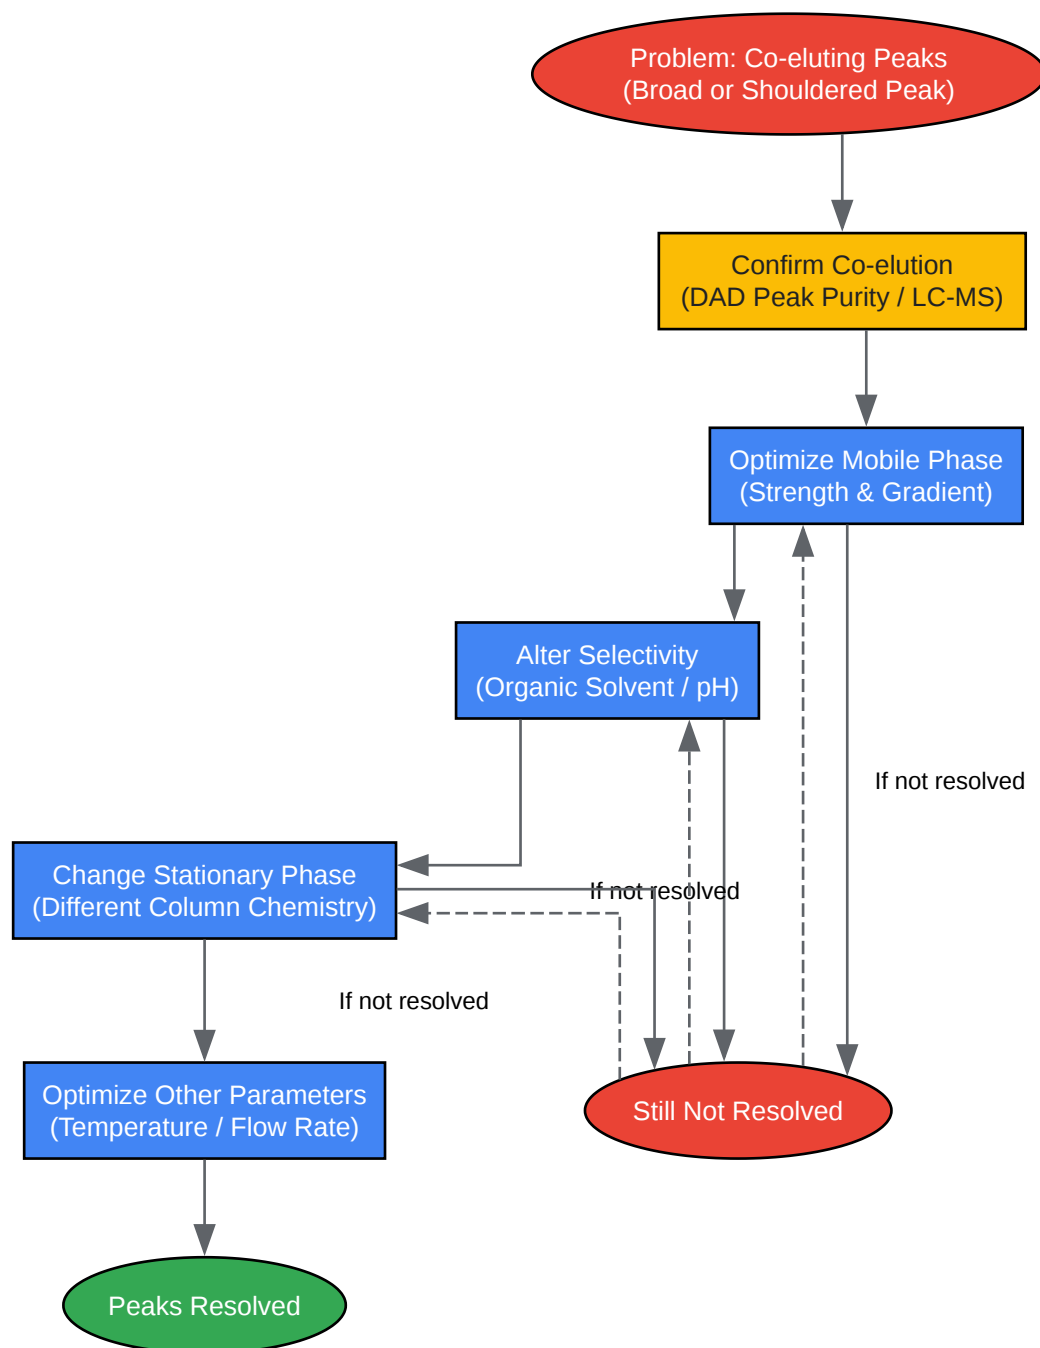 Problem: Co-eluting Peaks
(Broad or Shouldered Peak)
Confirm Co-elution
(DAD Peak Purity / LC-MS)
Optimize Mobile Phase
(Strength & Gradient)
Alter Selectivity
(Organic Solvent / pH)
If not resolved
Change Stationary Phase
(Different Column Chemistry)
If not resolved
If not resolved
Optimize Other Parameters
(Temperature / Flow Rate)
Still Not Resolved
Peaks Resolved